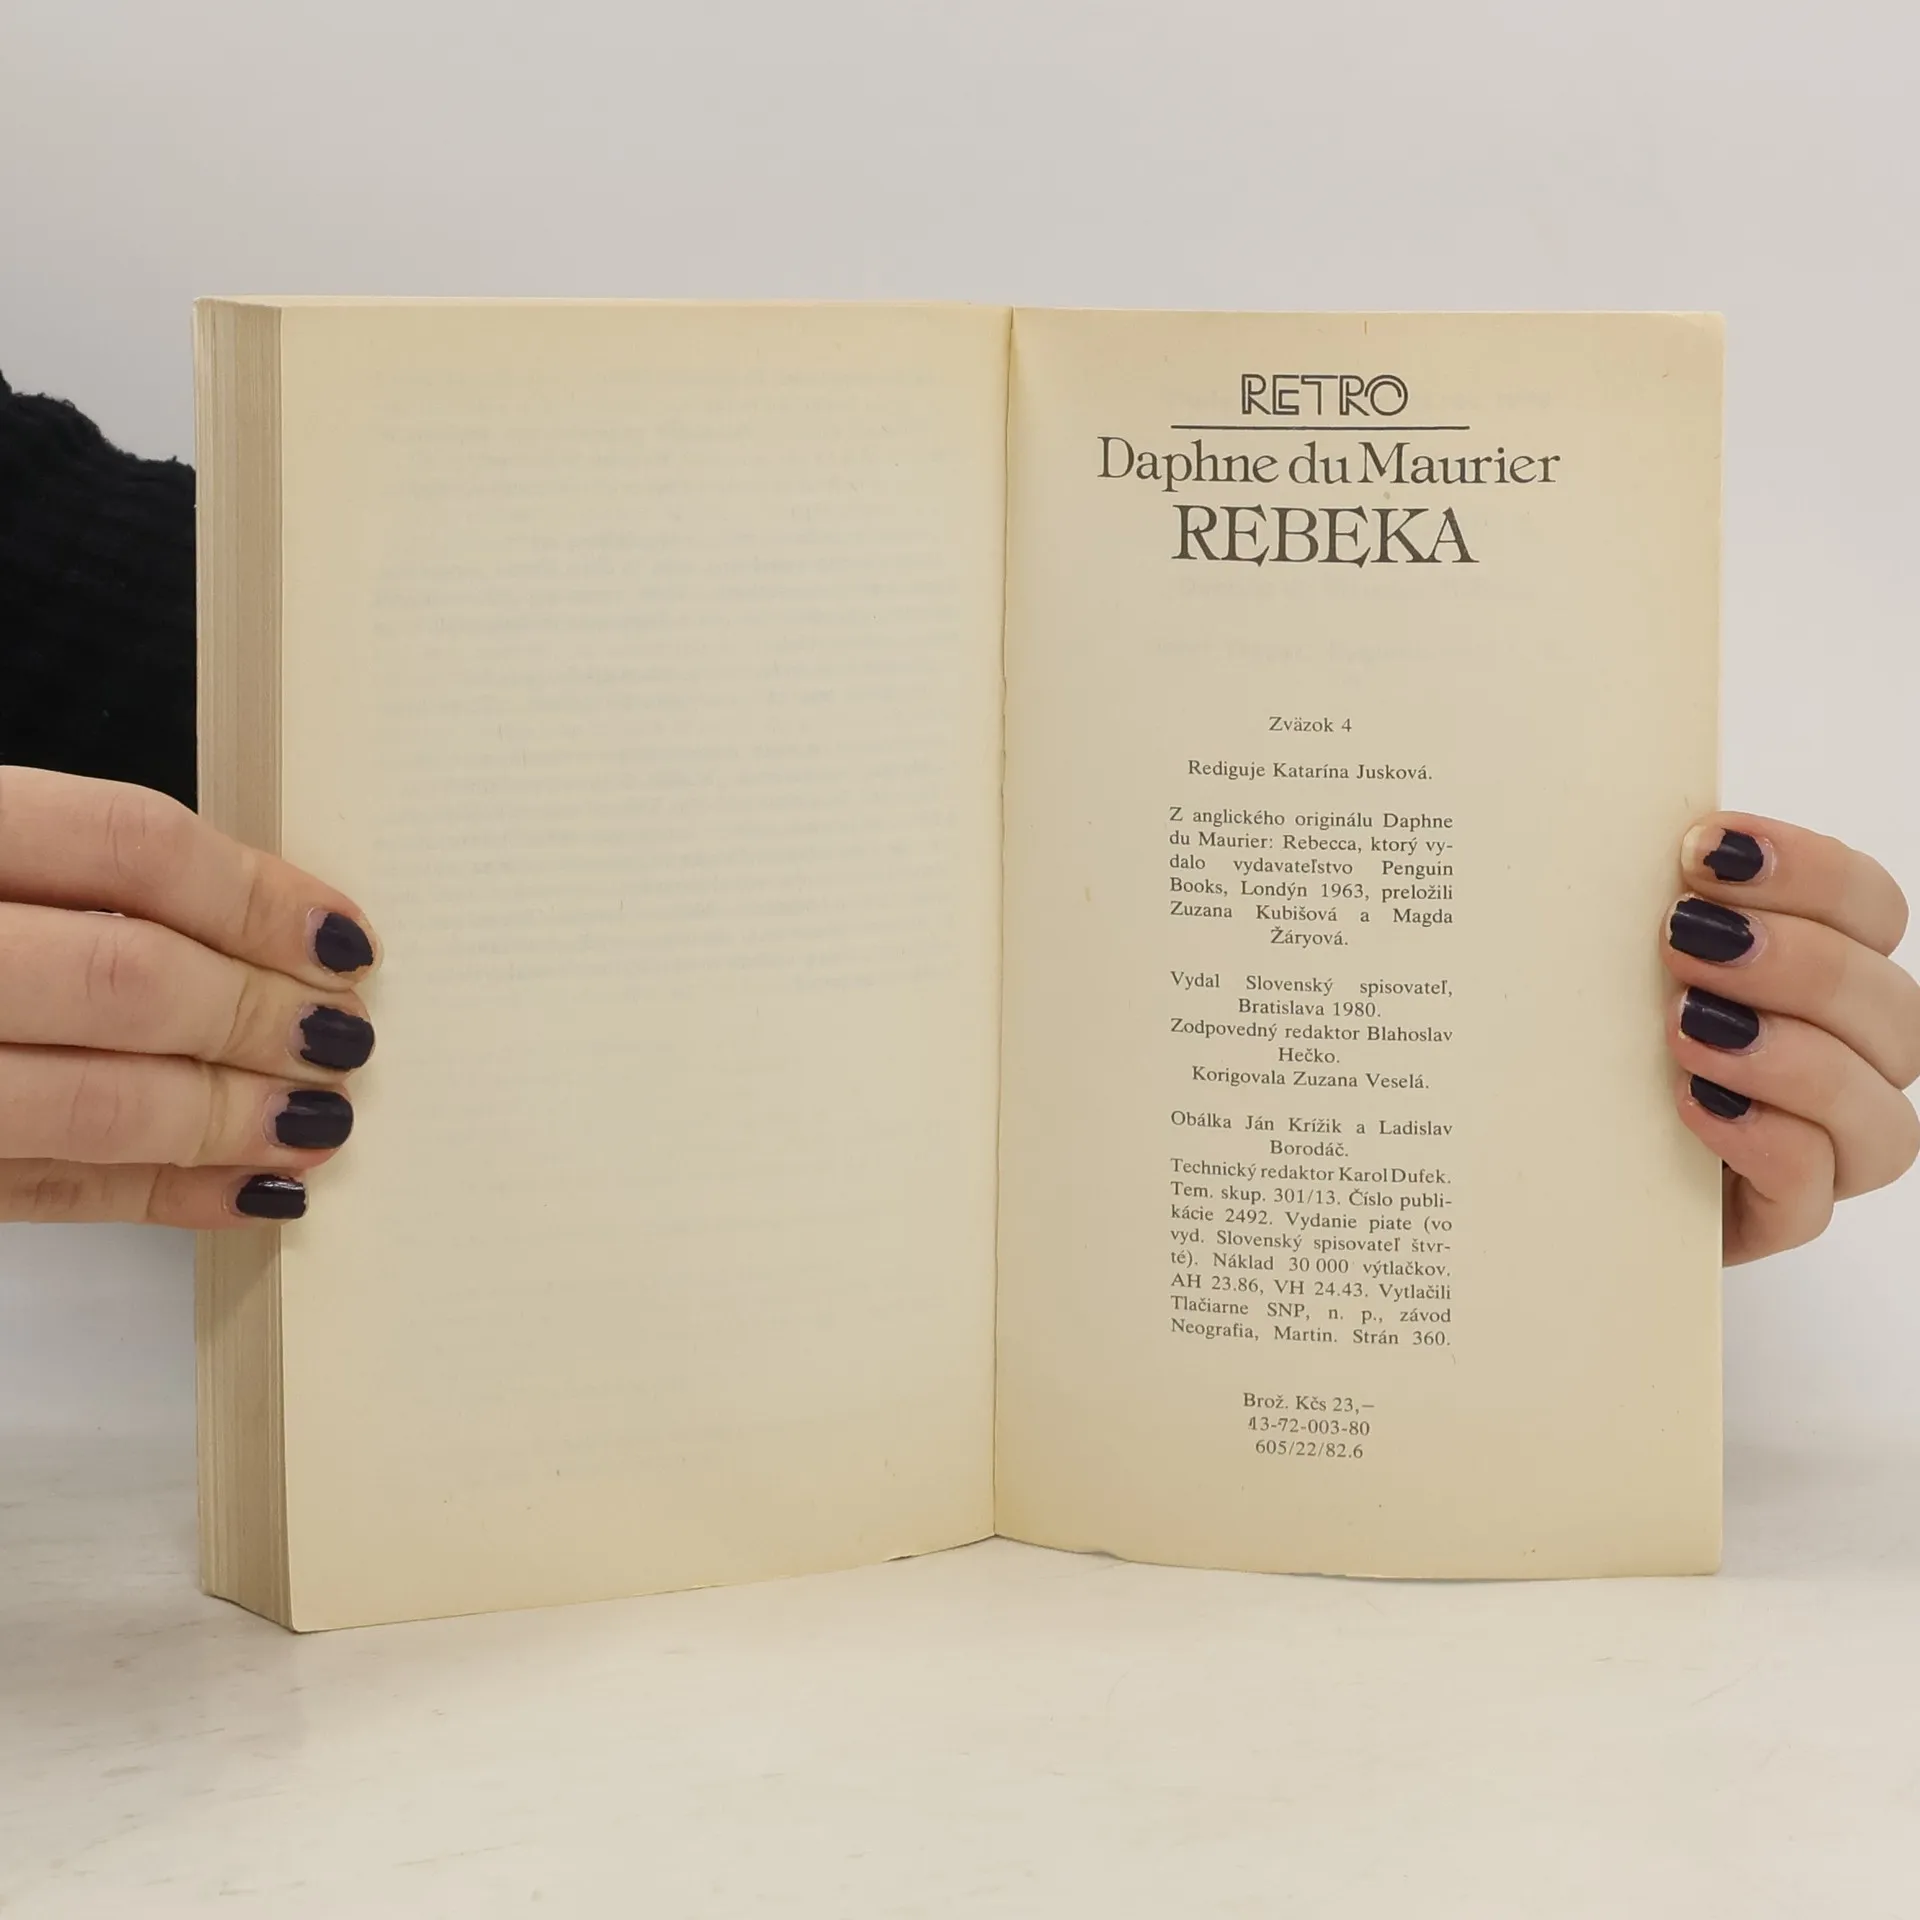 RETRO
Daphne du Maurier
REBEKA
Zväzok 4
Rediguje Katarína Jusková.
Z anglického originálu Daphne
du Maurier: Rebecca, ktorý vy-
dalo vydavateľstvo Penguin
Books, Londýn 1963, preložili
Zuzana Kubišová a Magda
Žáryová.
Vydal Slovenský spisovateľ,
Bratislava 1980.
Zodpovedný redaktor Blahoslav
Hečko.
Korigovala Zuzana Veselá.
Obálka Ján Krížik a Ladislav
Borodáč.
Technický redaktor Karol Dufek.
Tem. skup. 301/13. Číslo publi-
kácie 2492. Vydanie piate (vo
vyd. Slovenský spisovateľ štvr-
té). Náklad 30 000 výtlačkov.
AH 23.86, VH 24.43. Vytlačili
Tlačiarne SNP, n. p., závod
Neografia, Martin. Strán 360.
Brož. Kčs 23,—
13-72-003-80
605/22/82.6